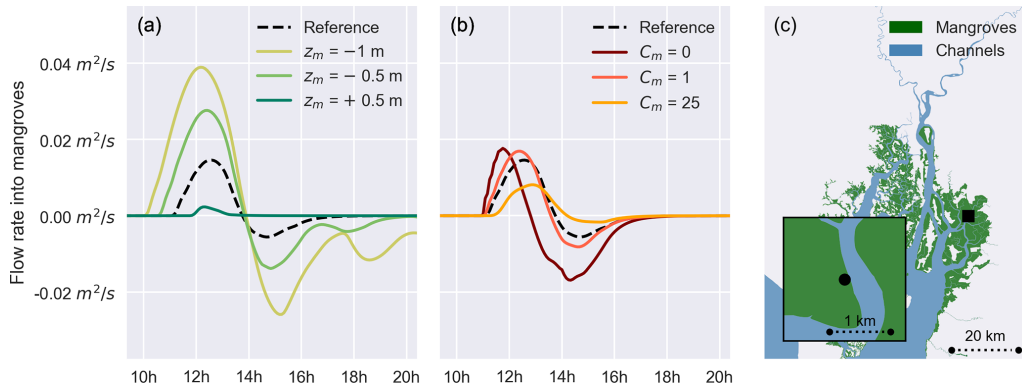 (a)
Reference
z_m = −1 m
z_m = − 0.5 m
z_m = + 0.5 m
Flow rate into mangroves
0.04 m²/s
0.02 m²/s
0.00 m²/s
-0.02 m²/s
10h 12h 14h 16h 18h 20h
(b)
Reference
C_m = 0
C_m = 1
C_m = 25
10h 12h 14h 16h 18h 20h
(c)
Mangroves
Channels
1 km
20 km